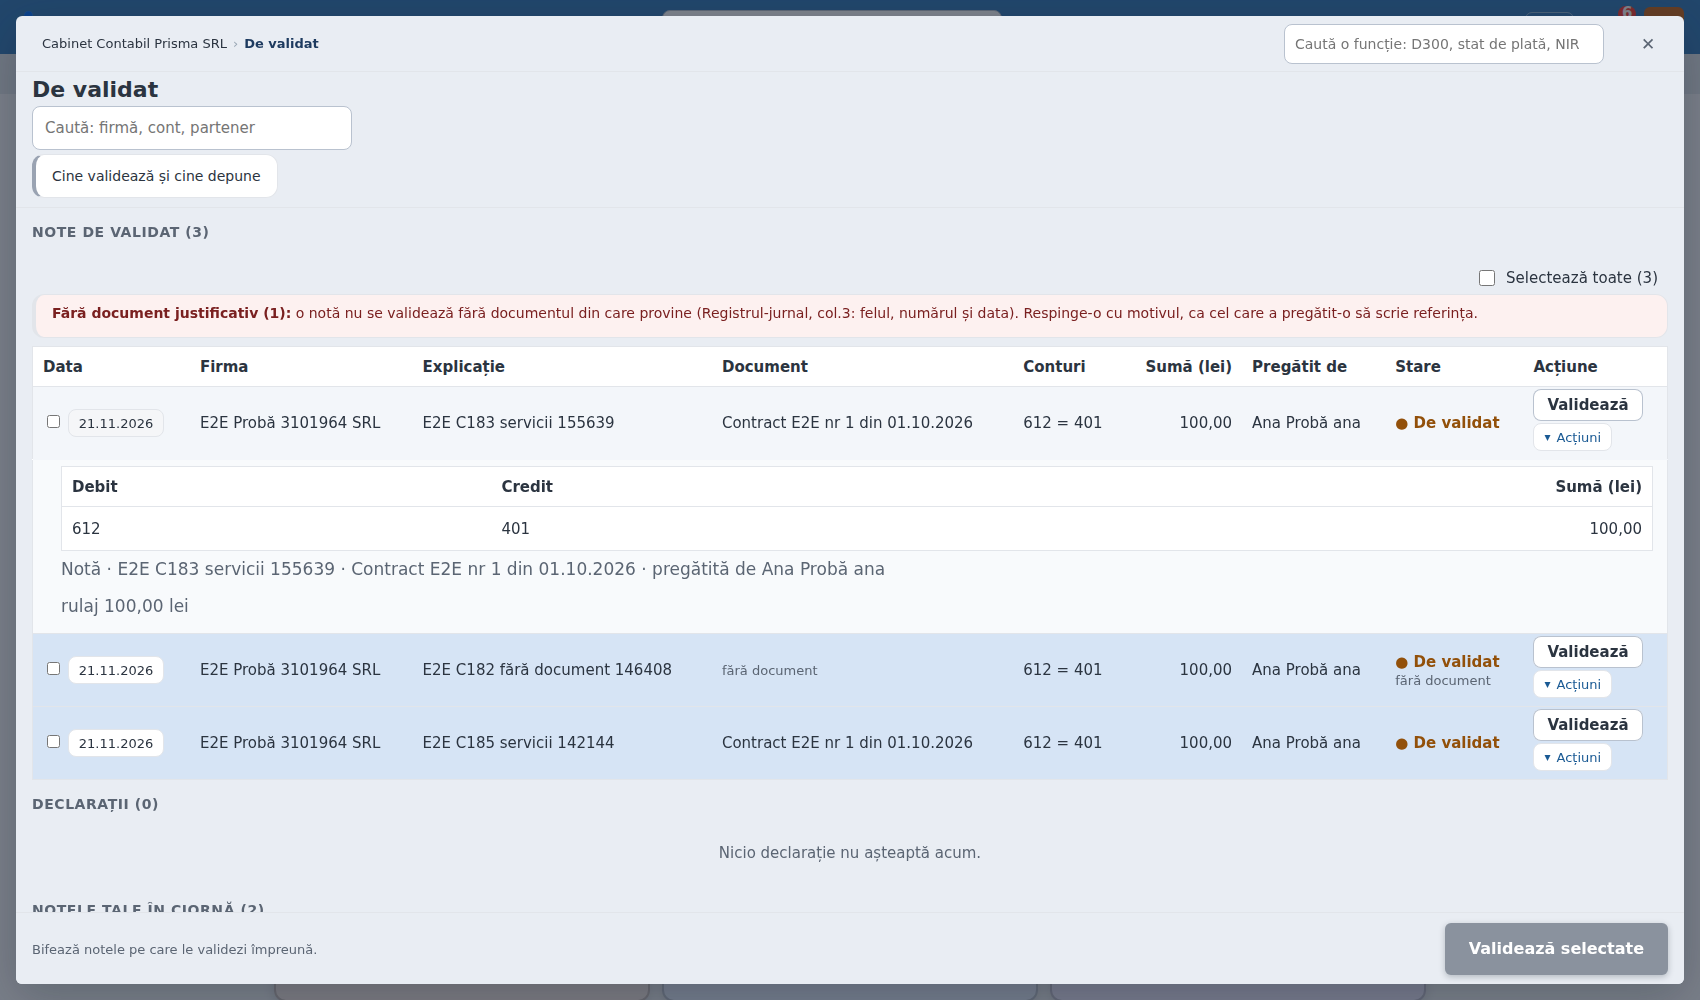 6
Cabinet Contabil Prisma SRL › De validat
Caută o funcție: D300, stat de plată, NIR
✕
De validat
Caută: firmă, cont, partener
Cine validează și cine depune
NOTE DE VALIDAT (3)
Selectează toate (3)
Fără document justificativ (1): o notă nu se validează fără documentul din care provine (Registrul-jurnal, col.3: felul, numărul și data). Respinge-o cu motivul, ca cel care a pregătit-o să scrie referința.
Data Firma Explicație Document Conturi Sumă (lei) Pregătit de Stare Acțiune
21.11.2026 E2E Probă 3101964 SRL E2E C183 servicii 155639 Contract E2E nr 1 din 01.10.2026 612 = 401 100,00 Ana Probă ana ● De validat Validează
▾ Acțiuni
Debit Credit Sumă (lei)
612 401 100,00
Notă · E2E C183 servicii 155639 · Contract E2E nr 1 din 01.10.2026 · pregătită de Ana Probă ana
rulaj 100,00 lei
21.11.2026 E2E Probă 3101964 SRL E2E C182 fără document 146408 fără document 612 = 401 100,00 Ana Probă ana ● De validat Validează
fără document ▾ Acțiuni
21.11.2026 E2E Probă 3101964 SRL E2E C185 servicii 142144 Contract E2E nr 1 din 01.10.2026 612 = 401 100,00 Ana Probă ana ● De validat Validează
▾ Acțiuni
DECLARAȚII (0)
Nicio declarație nu așteaptă acum.
NOTELE TALE ÎN CIORNĂ (2)
Bifează notele pe care le validezi împreună.
Validează selectate